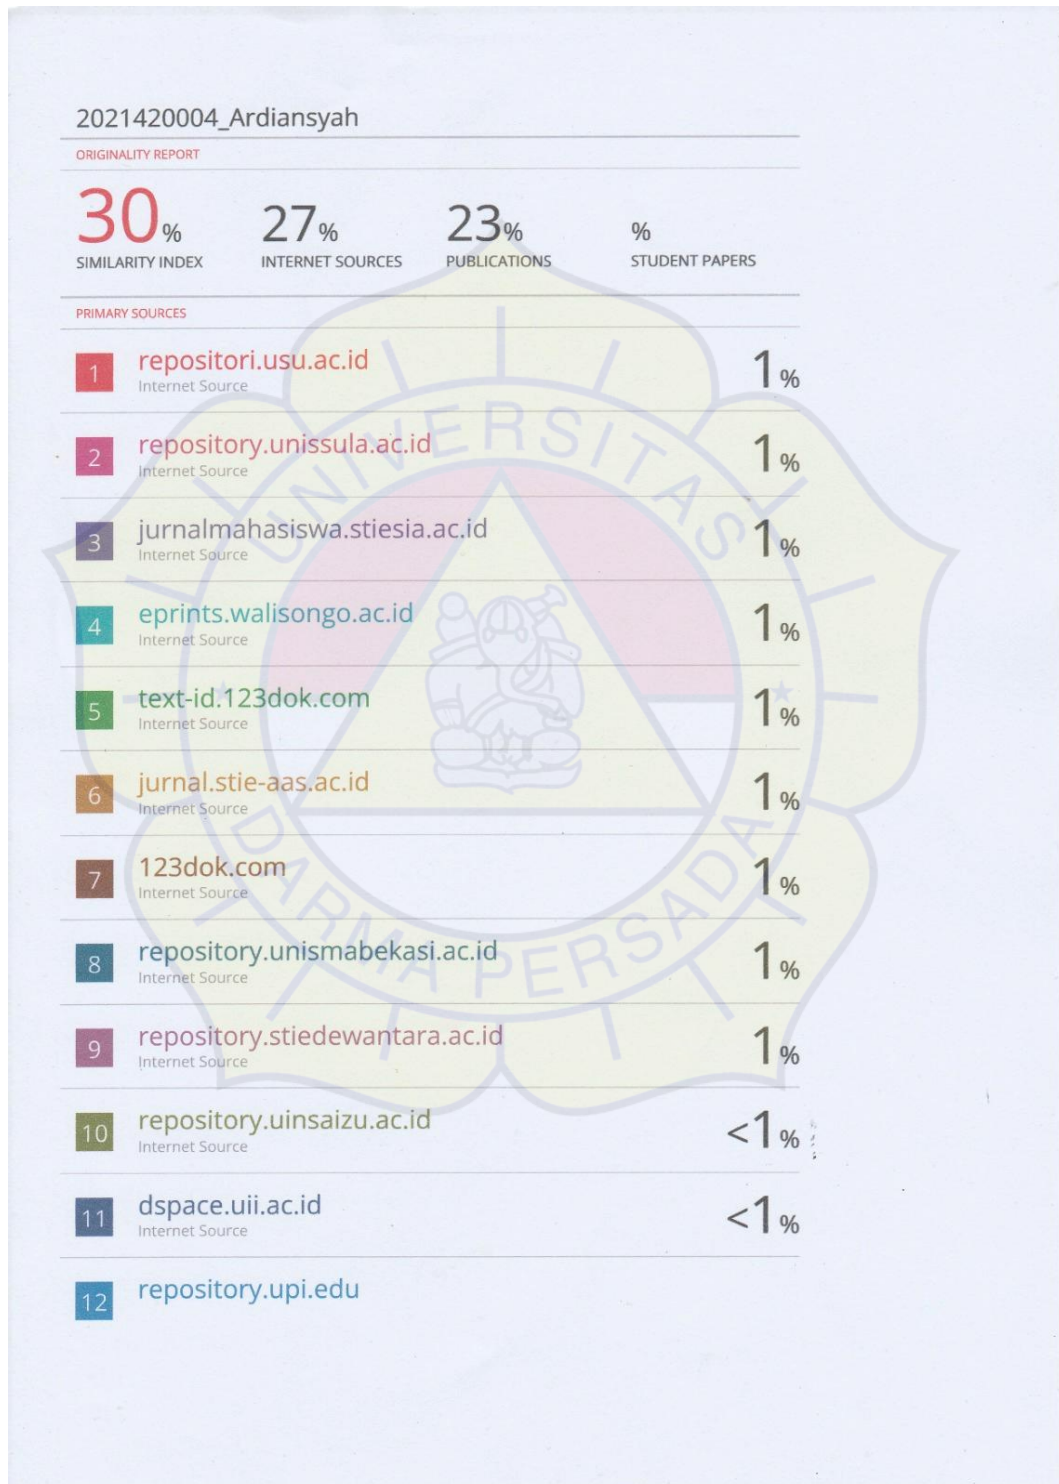 2021420004_Ardiansyah
ORIGINALITY REPORT
30% 27% 23% %
SIMILARITY INDEX INTERNET SOURCES PUBLICATIONS STUDENT PAPERS
PRIMARY SOURCES
1 repositori.usu.ac.id 1%
Internet Source
2 repository.unissula.ac.id 1%
Internet Source
3 jurnalmahasiswa.stiesia.ac.id 1%
Internet Source
4 eprints.walisongo.ac.id 1%
Internet Source
5 text-id.123dok.com 1%
Internet Source
6 jurnal.stie-aas.ac.id 1%
Internet Source
7 123dok.com 1%
Internet Source
8 repository.unismabekasi.ac.id 1%
Internet Source
9 repository.stiedewantara.ac.id 1%
Internet Source
10 repository.uinsaizu.ac.id <1%
Internet Source
11 dspace.uii.ac.id <1%
Internet Source
12 repository.upi.edu
UNIVERSITAS
DARMA PERSADA